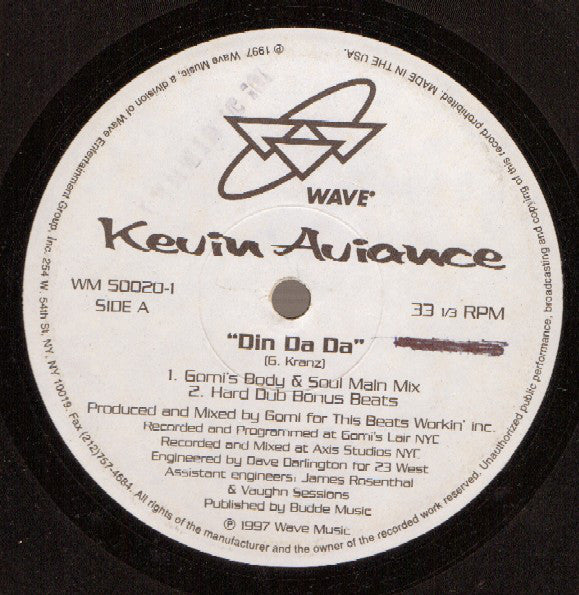 WAVE®
Kevin Aviance
WM 50020-1
SIDE A
33 1/3 RPM
"Din Da Da"
(G. Kranz)
1. Gomi's Body & Soul Main Mix
2. Hard Dub Bonus Beats
Produced and Mixed by Gomi for This Beats Workin' inc.
Recorded and Programmed at Gomi's Lair NYC
Recorded and Mixed at Axis Studios NYC
Engineered by Dave Darlington for 23 West
Assistant engineers: James Rosenthal
& Vaughn Sessions
Published by Budde Music
℗ 1997 Wave Music
℗ 1997 Wave Music, a division of Wave Entertainment Group, Inc. 254 W. 54th St, NY, NY 10019. Fax (212)757-4664. All rights of the manufacturer and the owner of the recorded work reserved. Unauthorized public performance, broadcasting and copying of this record prohibited. MADE IN THE USA.